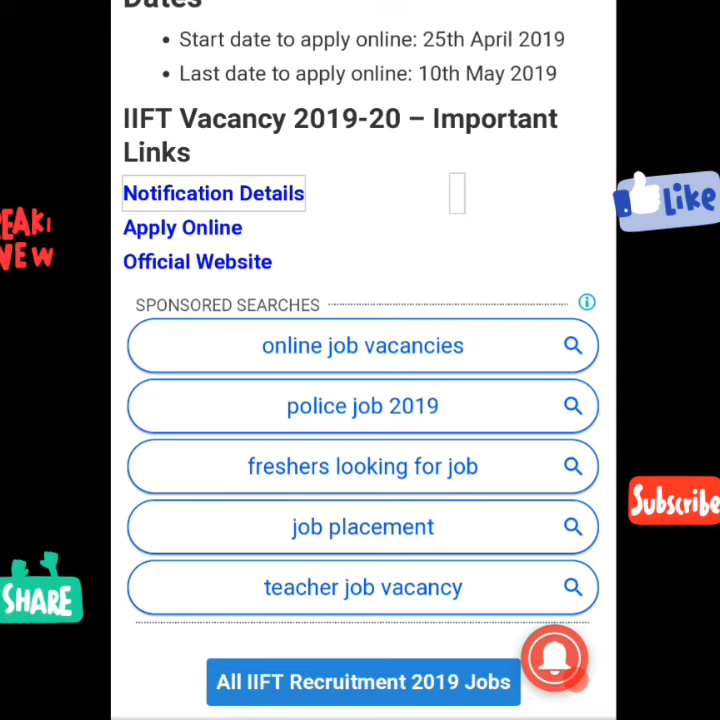 Dates
• Start date to apply online: 25th April 2019
• Last date to apply online: 10th May 2019
IIFT Vacancy 2019-20 – Important
Links
Notification Details
Apply Online
Official Website
SPONSORED SEARCHES
online job vacancies
police job 2019
freshers looking for job
job placement
teacher job vacancy
All IIFT Recruitment 2019 Jobs
Like
Subscribe
SHARE